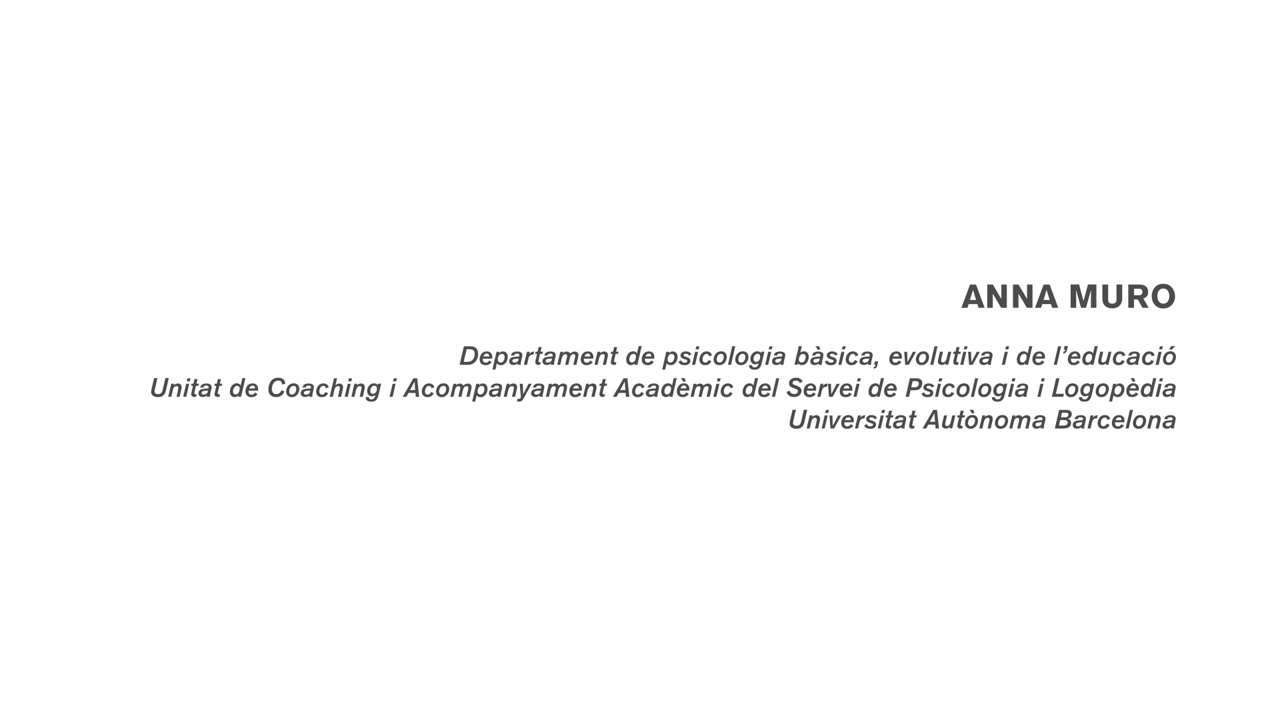 ANNA MURO
Departament de psicologia bàsica, evolutiva i de l’educació
Unitat de Coaching i Acompanyament Acadèmic del Servei de Psicologia i Logopèdia
Universitat Autònoma Barcelona